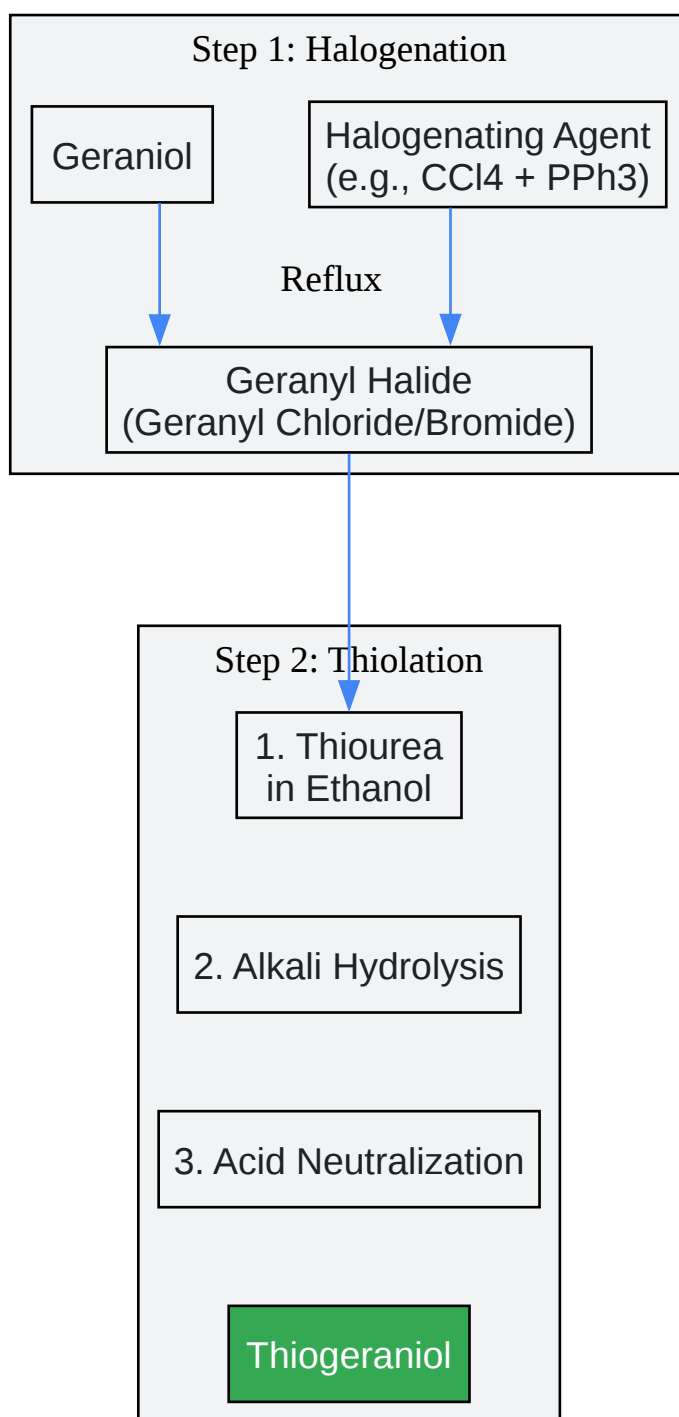 Step 1: Halogenation
Geraniol
Halogenating Agent
(e.g., CCl4 + PPh3)
Reflux
Geranyl Halide
(Geranyl Chloride/Bromide)
Step 2: Thiolation
1. Thiourea
in Ethanol
2. Alkali Hydrolysis
3. Acid Neutralization
Thiogeraniol